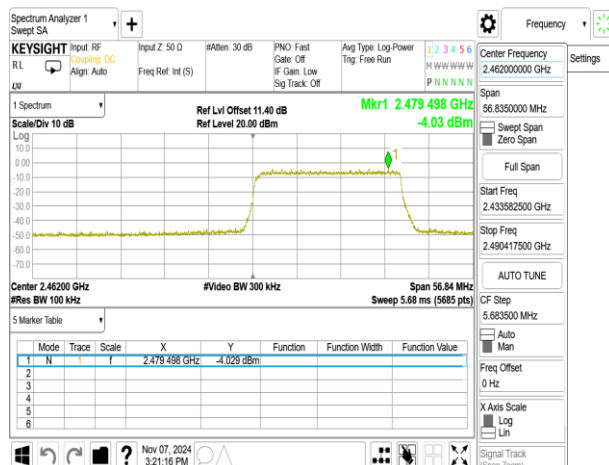 Spectrum Analyzer 1
Swept SA
Frequency
KEYSIGHT
RL
Input: RF
Coupling: DC
Align: Auto
Input Z: 50 Ω
Freq Ref: Int (S)
#Atten: 30 dB
PNO: Fast
Gate: Off
IF Gain: Low
Sig Track: Off
Avg Type: Log-Power
Trig: Free Run
1 2 3 4 5 6
M W W W W W
P N N N N N
Settings
1 Spectrum
Scale/Div 10 dB
Ref Lvl Offset 11.40 dB
Ref Level 20.00 dBm
Mkr1 2.479 498 GHz
-4.03 dBm
Log
10.0
0.00
-10.0
-20.0
-30.0
-40.0
-50.0
-60.0
-70.0
1
Center 2.46200 GHz
#Video BW 300 kHz
Span 56.84 MHz
#Res BW 100 kHz
Sweep 5.68 ms (5685 pts)
5 Marker Table
Mode Trace Scale X Y Function Function Width Function Value
1 N 1 f 2.479 498 GHz -4.029 dBm
2
3
4
5
6
Nov 07, 2024
3:21:16 PM
Center Frequency
2.462000000 GHz
Span
56.8350000 MHz
Swept Span
Zero Span
Full Span
Start Freq
2.433582500 GHz
Stop Freq
2.490417500 GHz
AUTO TUNE
CF Step
5.683500 MHz
Auto
Man
Freq Offset
0 Hz
X Axis Scale
Log
Lin
Signal Track